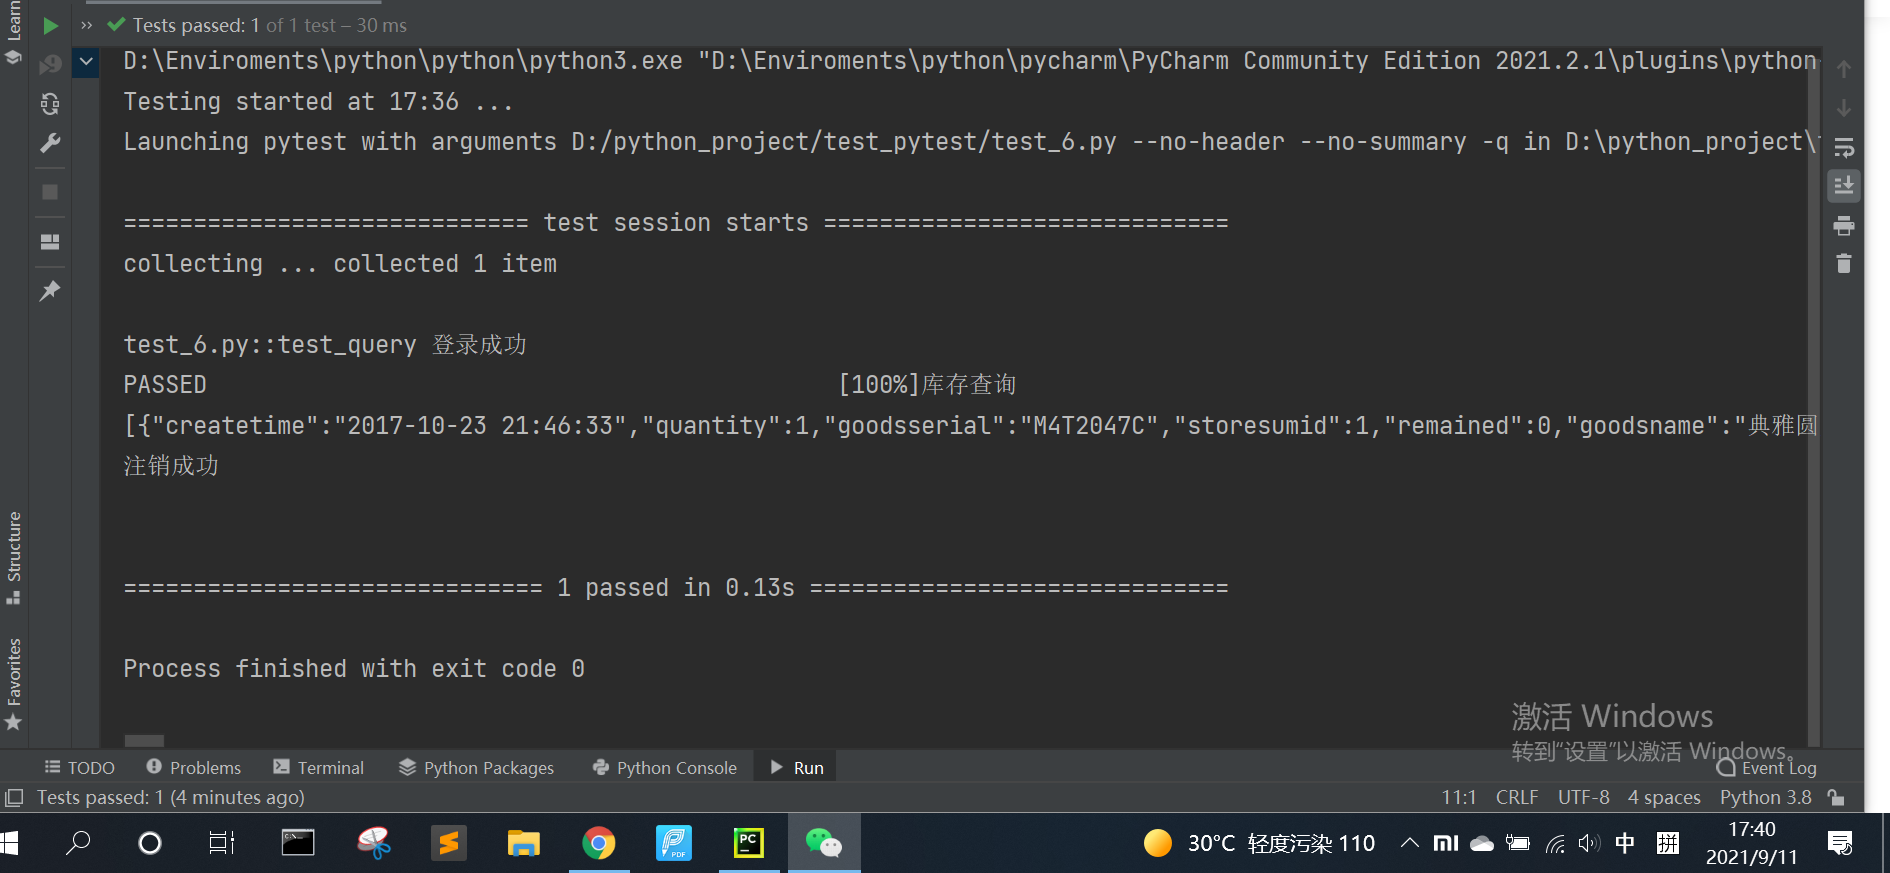 Learn
›› Tests passed: 1 of 1 test – 30 ms
D:\Enviroments\python\python\python3.exe "D:\Enviroments\python\pycharm\PyCharm Community Edition 2021.2.1\plugins\python
Testing started at 17:36 ...
Launching pytest with arguments D:/python_project/test_pytest/test_6.py --no-header --no-summary -q in D:\python_project\
============================= test session starts =============================
collecting ... collected 1 item
test_6.py::test_query 登录成功
PASSED [100%]库存查询
[{"createtime":"2017-10-23 21:46:33","quantity":1,"goodsserial":"M4T2047C","storesumid":1,"remained":0,"goodsname":"典雅圆
注销成功
============================== 1 passed in 0.13s ==============================
Process finished with exit code 0
Structure
Favorites
激活 Windows
转到“设置”以激活 Windows。
TODO Problems Terminal Python Packages Python Console Run Event Log
Tests passed: 1 (4 minutes ago) 11:1 CRLF UTF-8 4 spaces Python 3.8
PDF PC 30°C 轻度污染 110 中 拼 17:40
2021/9/11